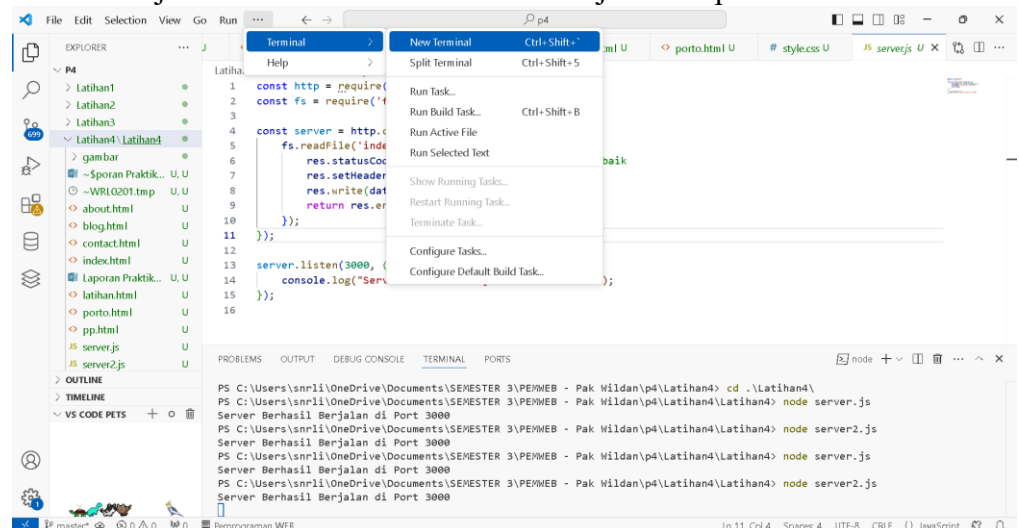 File Edit Selection View Go Run ... p4
EXPLORER
porto.html U
style.css U
server.js U
Terminal
Help
New Terminal Ctrl+Shift+`
Split Terminal Ctrl+Shift+5
Run Task...
Run Build Task... Ctrl+Shift+B
Run Active File
Run Selected Text
Show Running Tasks...
Restart Running Task...
Terminate Task...
Configure Tasks...
Configure Default Build Task...
P4
Latihan1
Latihan2
Latihan3
Latihan4\Latihan4
gambar
~$poran Praktik... U, U
~WRL0201.tmp U, U
about.html U
blog.html U
contact.html U
index.html U
Laporan Praktik... U, U
latihan.html U
porto.html U
pp.html U
server.js U
server2.js U
OUTLINE
TIMELINE
VS CODE PETS
699
1 const http = require(
2 const fs = require('f
3
4 const server = http.c
5 fs.readFile('inde
6 res.statusCod baik
7 res.setHeader
8 res.write(dat
9 return res.en
10 });
11 });
12
13 server.listen(3000, (
14 console.log("Serv );
15 });
16
PROBLEMS OUTPUT DEBUG CONSOLE TERMINAL PORTS node
PS C:\Users\snrli\OneDrive\Documents\SEMESTER 3\PEMWEB - Pak Wildan\p4\Latihan4> cd .\Latihan4\
PS C:\Users\snrli\OneDrive\Documents\SEMESTER 3\PEMWEB - Pak Wildan\p4\Latihan4\Latihan4> node server.js
Server Berhasil Berjalan di Port 3000
PS C:\Users\snrli\OneDrive\Documents\SEMESTER 3\PEMWEB - Pak Wildan\p4\Latihan4\Latihan4> node server2.js
Server Berhasil Berjalan di Port 3000
PS C:\Users\snrli\OneDrive\Documents\SEMESTER 3\PEMWEB - Pak Wildan\p4\Latihan4\Latihan4> node server.js
Server Berhasil Berjalan di Port 3000
PS C:\Users\snrli\OneDrive\Documents\SEMESTER 3\PEMWEB - Pak Wildan\p4\Latihan4\Latihan4> node server2.js
Server Berhasil Berjalan di Port 3000
master* 0 0 0 Pemrograman WEB Ln 11, Col 4 Spaces: 4 UTF-8 CRLF {} JavaScript